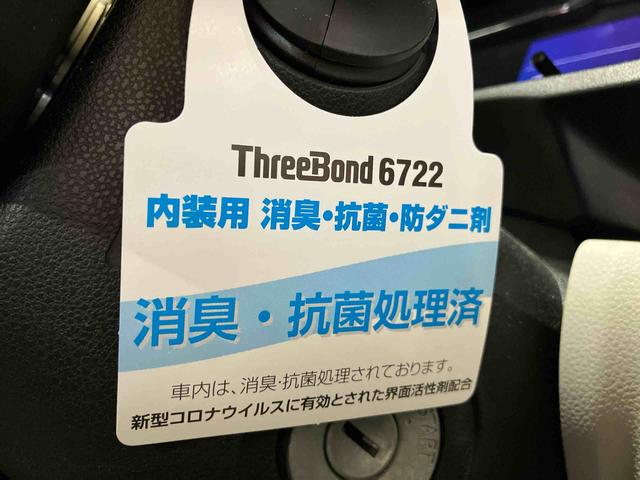 ThreeBond 6722
内装用 消臭・抗菌・防ダニ剤
消臭・抗菌処理済
車内は、消臭・抗菌処理されております。
新型コロナウイルスに有効とされた界面活性剤配合
START